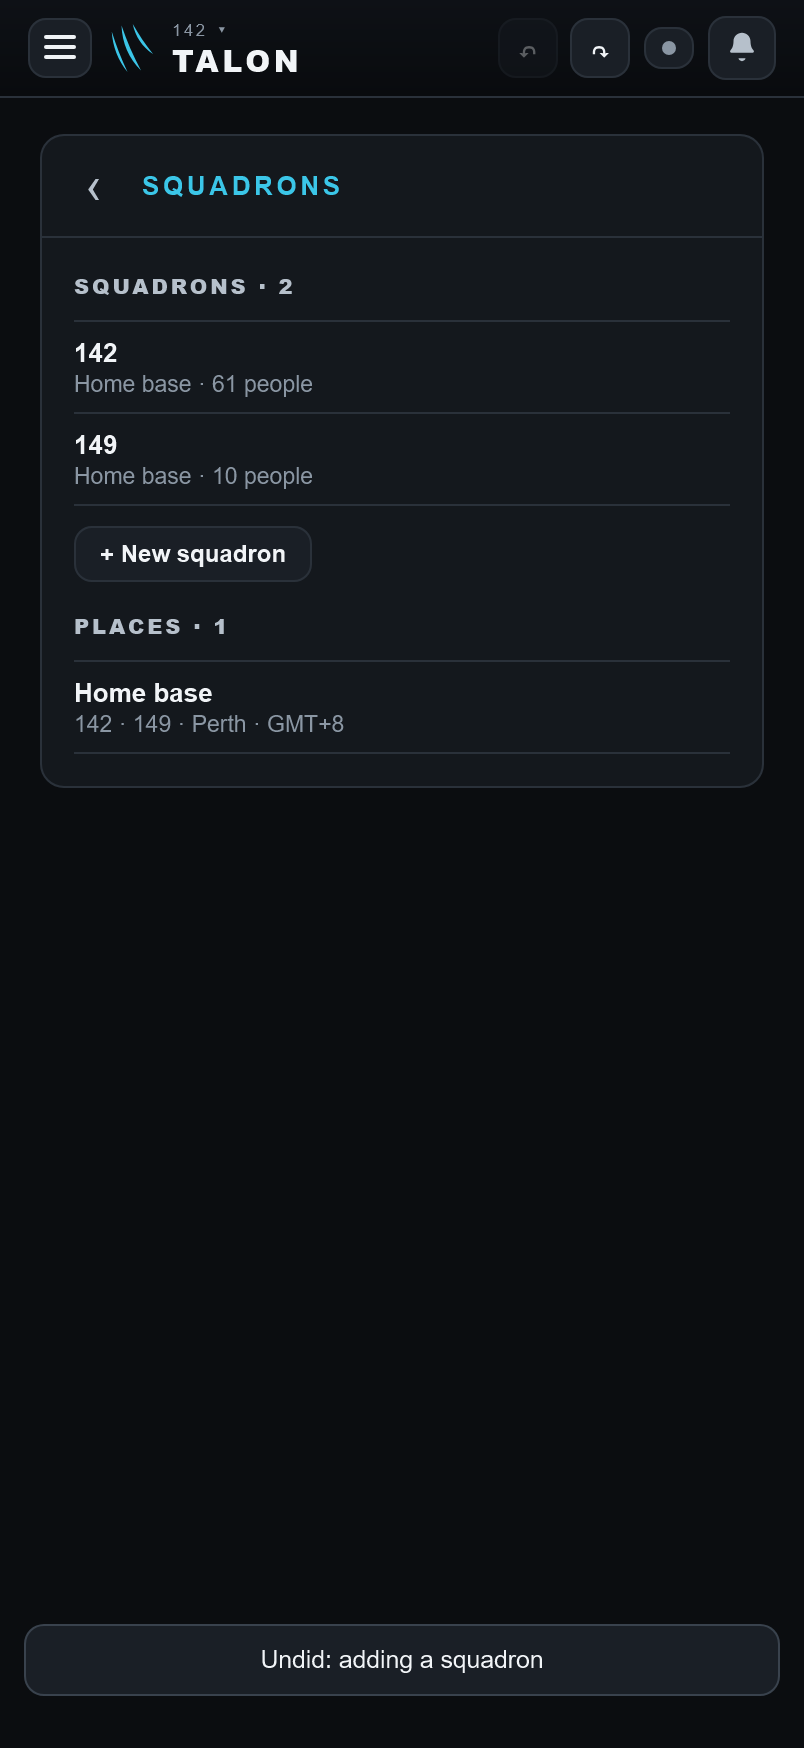 142 ▾
TALON
SQUADRONS
SQUADRONS · 2
142
Home base · 61 people
149
Home base · 10 people
+ New squadron
PLACES · 1
Home base
142 · 149 · Perth · GMT+8
Undid: adding a squadron